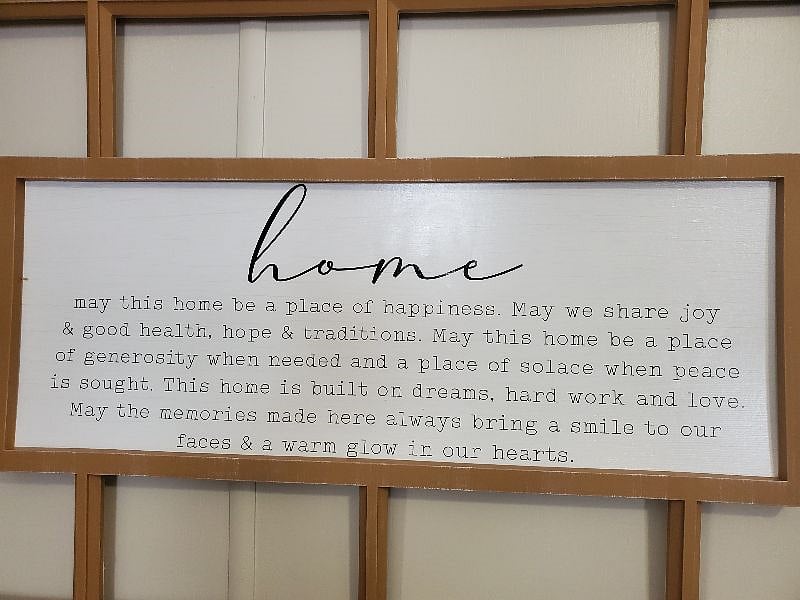 home
may this home be a place of happiness. May we share joy
& good health, hope & traditions. May this home be a place
of generosity when needed and a place of solace when peace
is sought. This home is built on dreams, hard work and love.
May the memories made here always bring a smile to our
faces & a warm glow in our hearts.